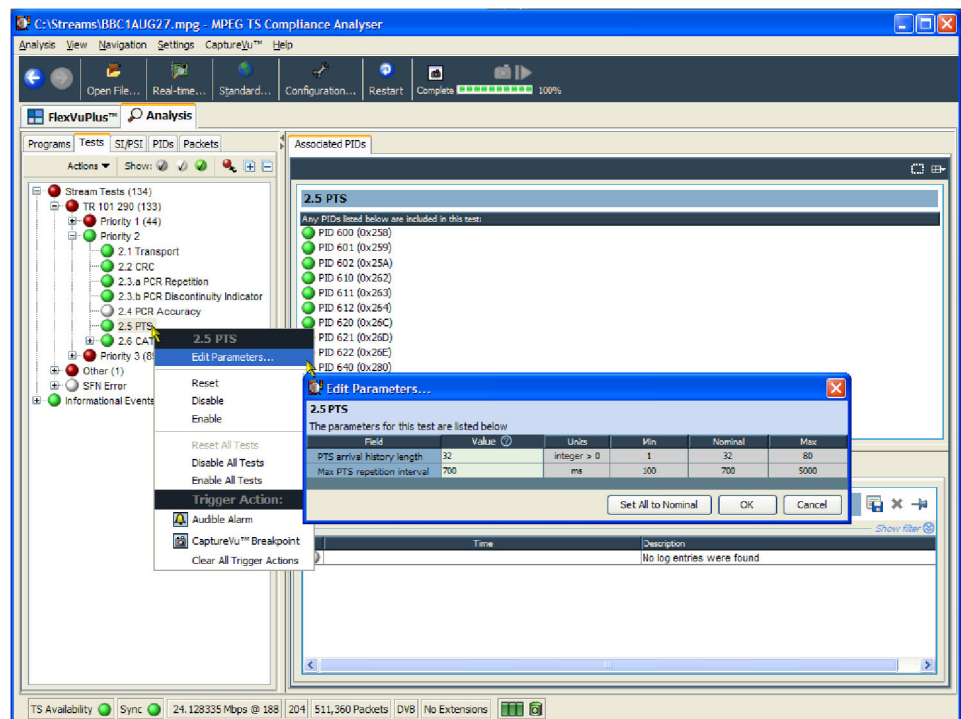 C:\Streams\BBC1AUG27.mpg - MPEG TS Compliance Analyser
Analysis View Navigation Settings CaptureVu™ Help
Open File... Real-time... Standard... Configuration... Restart Complete 100%
FlexVuPlus™ Analysis
Programs Tests SI/PSI PIDs Packets
Actions Show:
Stream Tests (134)
TR 101 290 (133)
Priority 1 (44)
Priority 2
2.1 Transport
2.2 CRC
2.3.a PCR Repetition
2.3.b PCR Discontinuity Indicator
2.4 PCR Accuracy
2.5 PTS
2.6 CAT
Priority 3 (8
Other (1)
SFN Error
Informational Events
2.5 PTS
Edit Parameters...
Reset
Disable
Enable
Reset All Tests
Disable All Tests
Enable All Tests
Trigger Action:
Audible Alarm
CaptureVu™ Breakpoint
Clear All Trigger Actions
Associated PIDs
2.5 PTS
Any PIDs listed below are included in this test:
PID 600 (0x258)
PID 601 (0x259)
PID 602 (0x25A)
PID 610 (0x262)
PID 611 (0x263)
PID 612 (0x264)
PID 620 (0x26C)
PID 621 (0x26D)
PID 622 (0x26E)
PID 640 (0x280)
Edit Parameters...
2.5 PTS
The parameters for this test are listed below
Field Value Units Min Nominal Max
PTS arrival history length 32 integer > 0 1 32 80
Max PTS repetition interval 700 ms 100 700 5000
Set All to Nominal OK Cancel
Show filter
Time Description
No log entries were found
TS Availability Sync 24.128335 Mbps @ 188 204 511,360 Packets DVB No Extensions